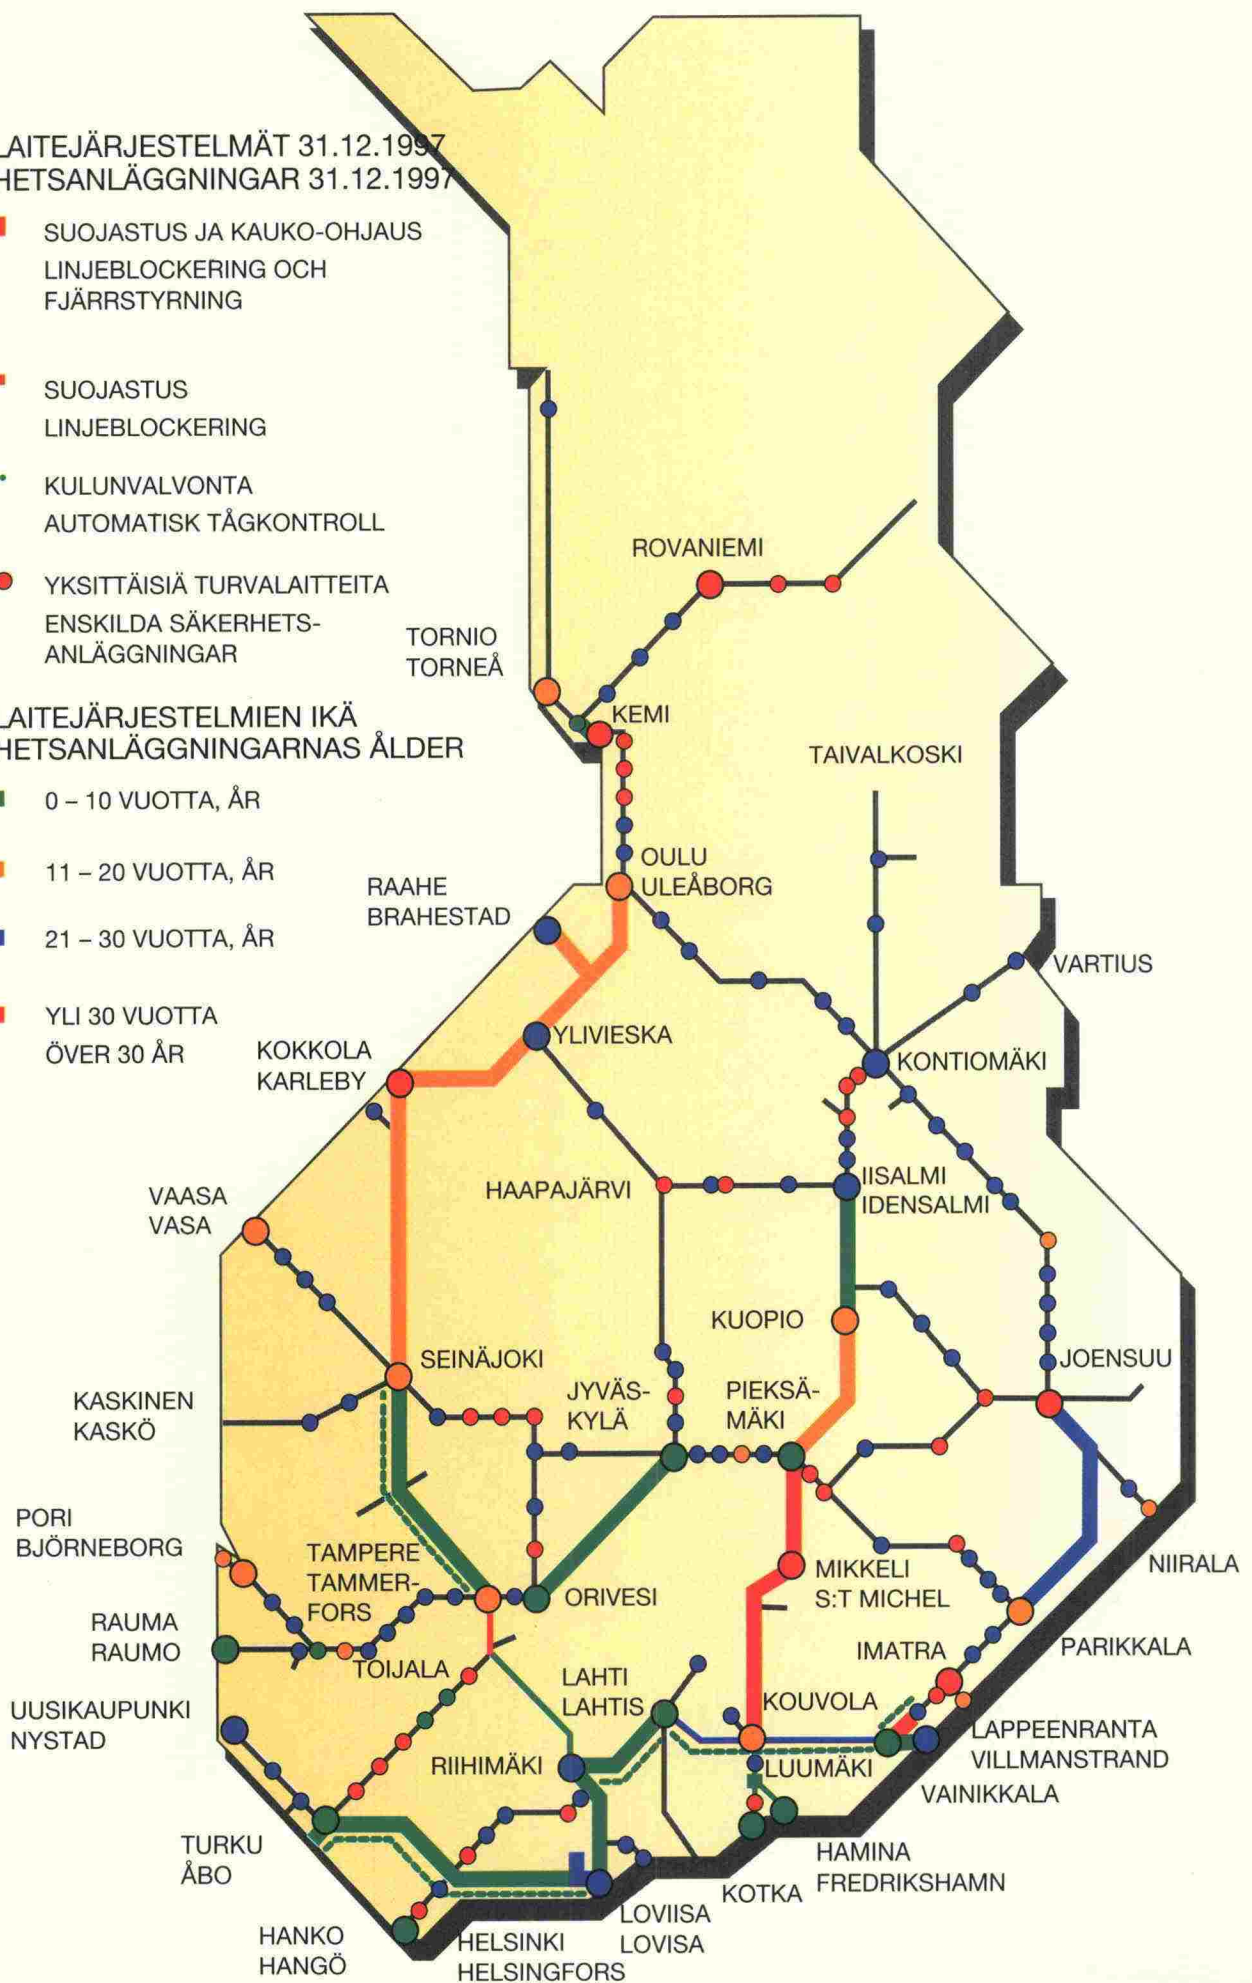 LAITEJÄRJESTELMÄT 31.12.1997
HETSANLÄGGNINGAR 31.12.1997
SUOJASTUS JA KAUKO-OHJAUS
LINJEBLOCKERING OCH
FJÄRRSTYRNING
SUOJASTUS
LINJEBLOCKERING
KULUNVALVONTA
AUTOMATISK TÅGKONTROLL
YKSITTÄISIÄ TURVALAITTEITA
ENSKILDA SÄKERHETS-
ANLÄGGNINGAR
LAITEJÄRJESTELMIEN IKÄ
HETSANLÄGGNINGARNAS ÅLDER
0 – 10 VUOTTA, ÅR
11 – 20 VUOTTA, ÅR
21 – 30 VUOTTA, ÅR
YLI 30 VUOTTA
ÖVER 30 ÅR
ROVANIEMI
TORNIO
TORNEÅ
KEMI
TAIVALKOSKI
OULU
ULEÅBORG
RAAHE
BRAHESTAD
VARTIUS
YLIVIESKA
KOKKOLA
KARLEBY
KONTIOMÄKI
HAAPAJÄRVI
IISALMI
IDENSALMI
VAASA
VASA
KUOPIO
SEINÄJOKI
JOENSUU
KASKINEN
KASKÖ
JYVÄS-
KYLÄ
PIEKSÄ-
MÄKI
PORI
BJÖRNEBORG
TAMPERE
TAMMER-
FORS
NIIRALA
ORIVESI
MIKKELI
S:T MICHEL
RAUMA
RAUMO
PARIKKALA
IMATRA
TOIJALA
LAHTI
LAHTIS
KOUVOLA
UUSIKAUPUNKI
NYSTAD
LAPPEENRANTA
VILLMANSTRAND
RIIHIMÄKI
LUUMÄKI
VAINIKKALA
TURKU
ÅBO
HAMINA
FREDRIKSHAMN
KOTKA
LOVIISA
LOVISA
HANKO
HANGÖ
HELSINKI
HELSINGFORS